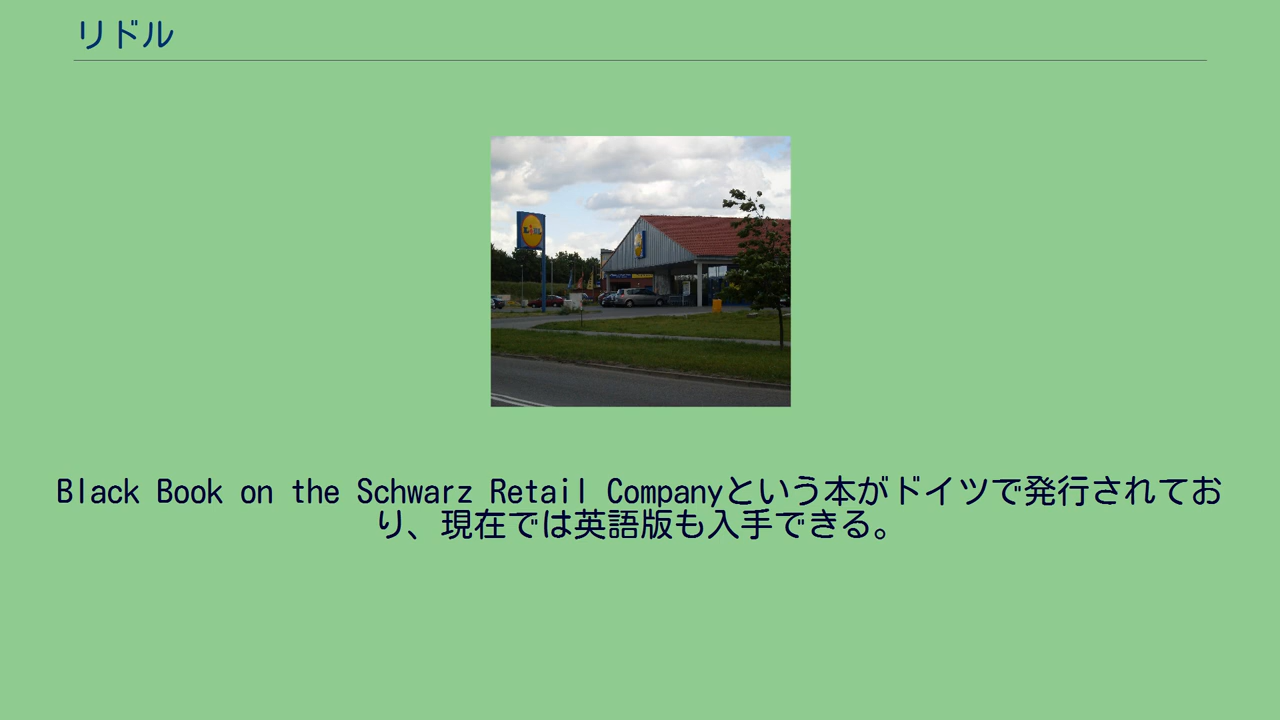 リドル
LIDL
Black Book on the Schwarz Retail Companyという本がドイツで発行されてお
り、現在では英語版も入手できる。